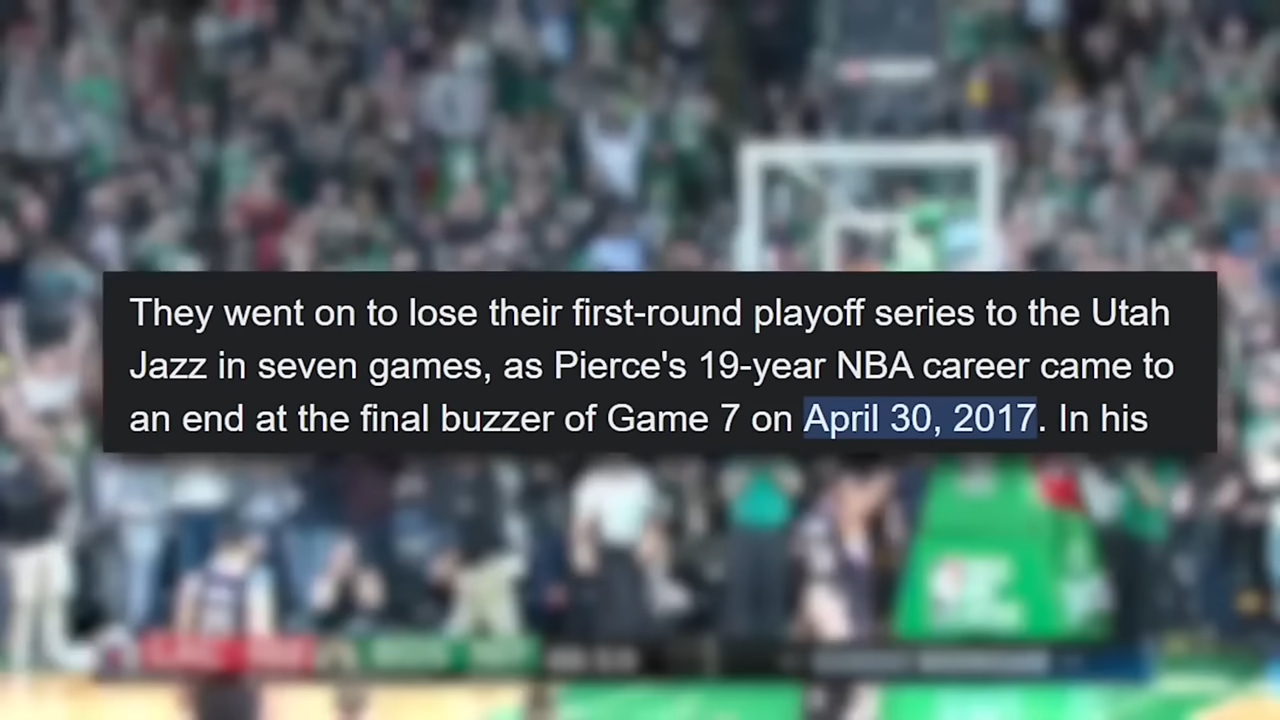 They went on to lose their first-round playoff series to the Utah
Jazz in seven games, as Pierce's 19-year NBA career came to
an end at the final buzzer of Game 7 on April 30, 2017. In his